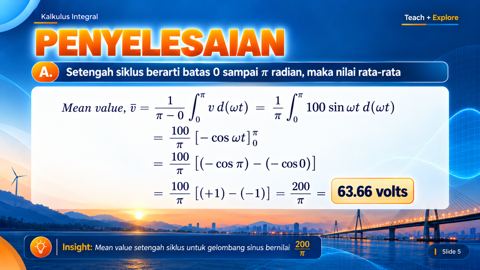 Kalkulus Integral
Teach + Explore
PENYELESAIAN
A. Setengah siklus berarti batas 0 sampai π radian, maka nilai rata-rata
Mean value, v̄ = 1/(π − 0) ∫₀^π v d(ωt) = 1/π ∫₀^π 100 sin ωt d(ωt)
= 100/π [− cos ωt]₀^π
= 100/π [(− cos π) − (− cos 0)]
= 100/π [(+1) − (−1)] = 200/π = 63.66 volts
Insight: Mean value setengah siklus untuk gelombang sinus bernilai 200/π
Slide 5